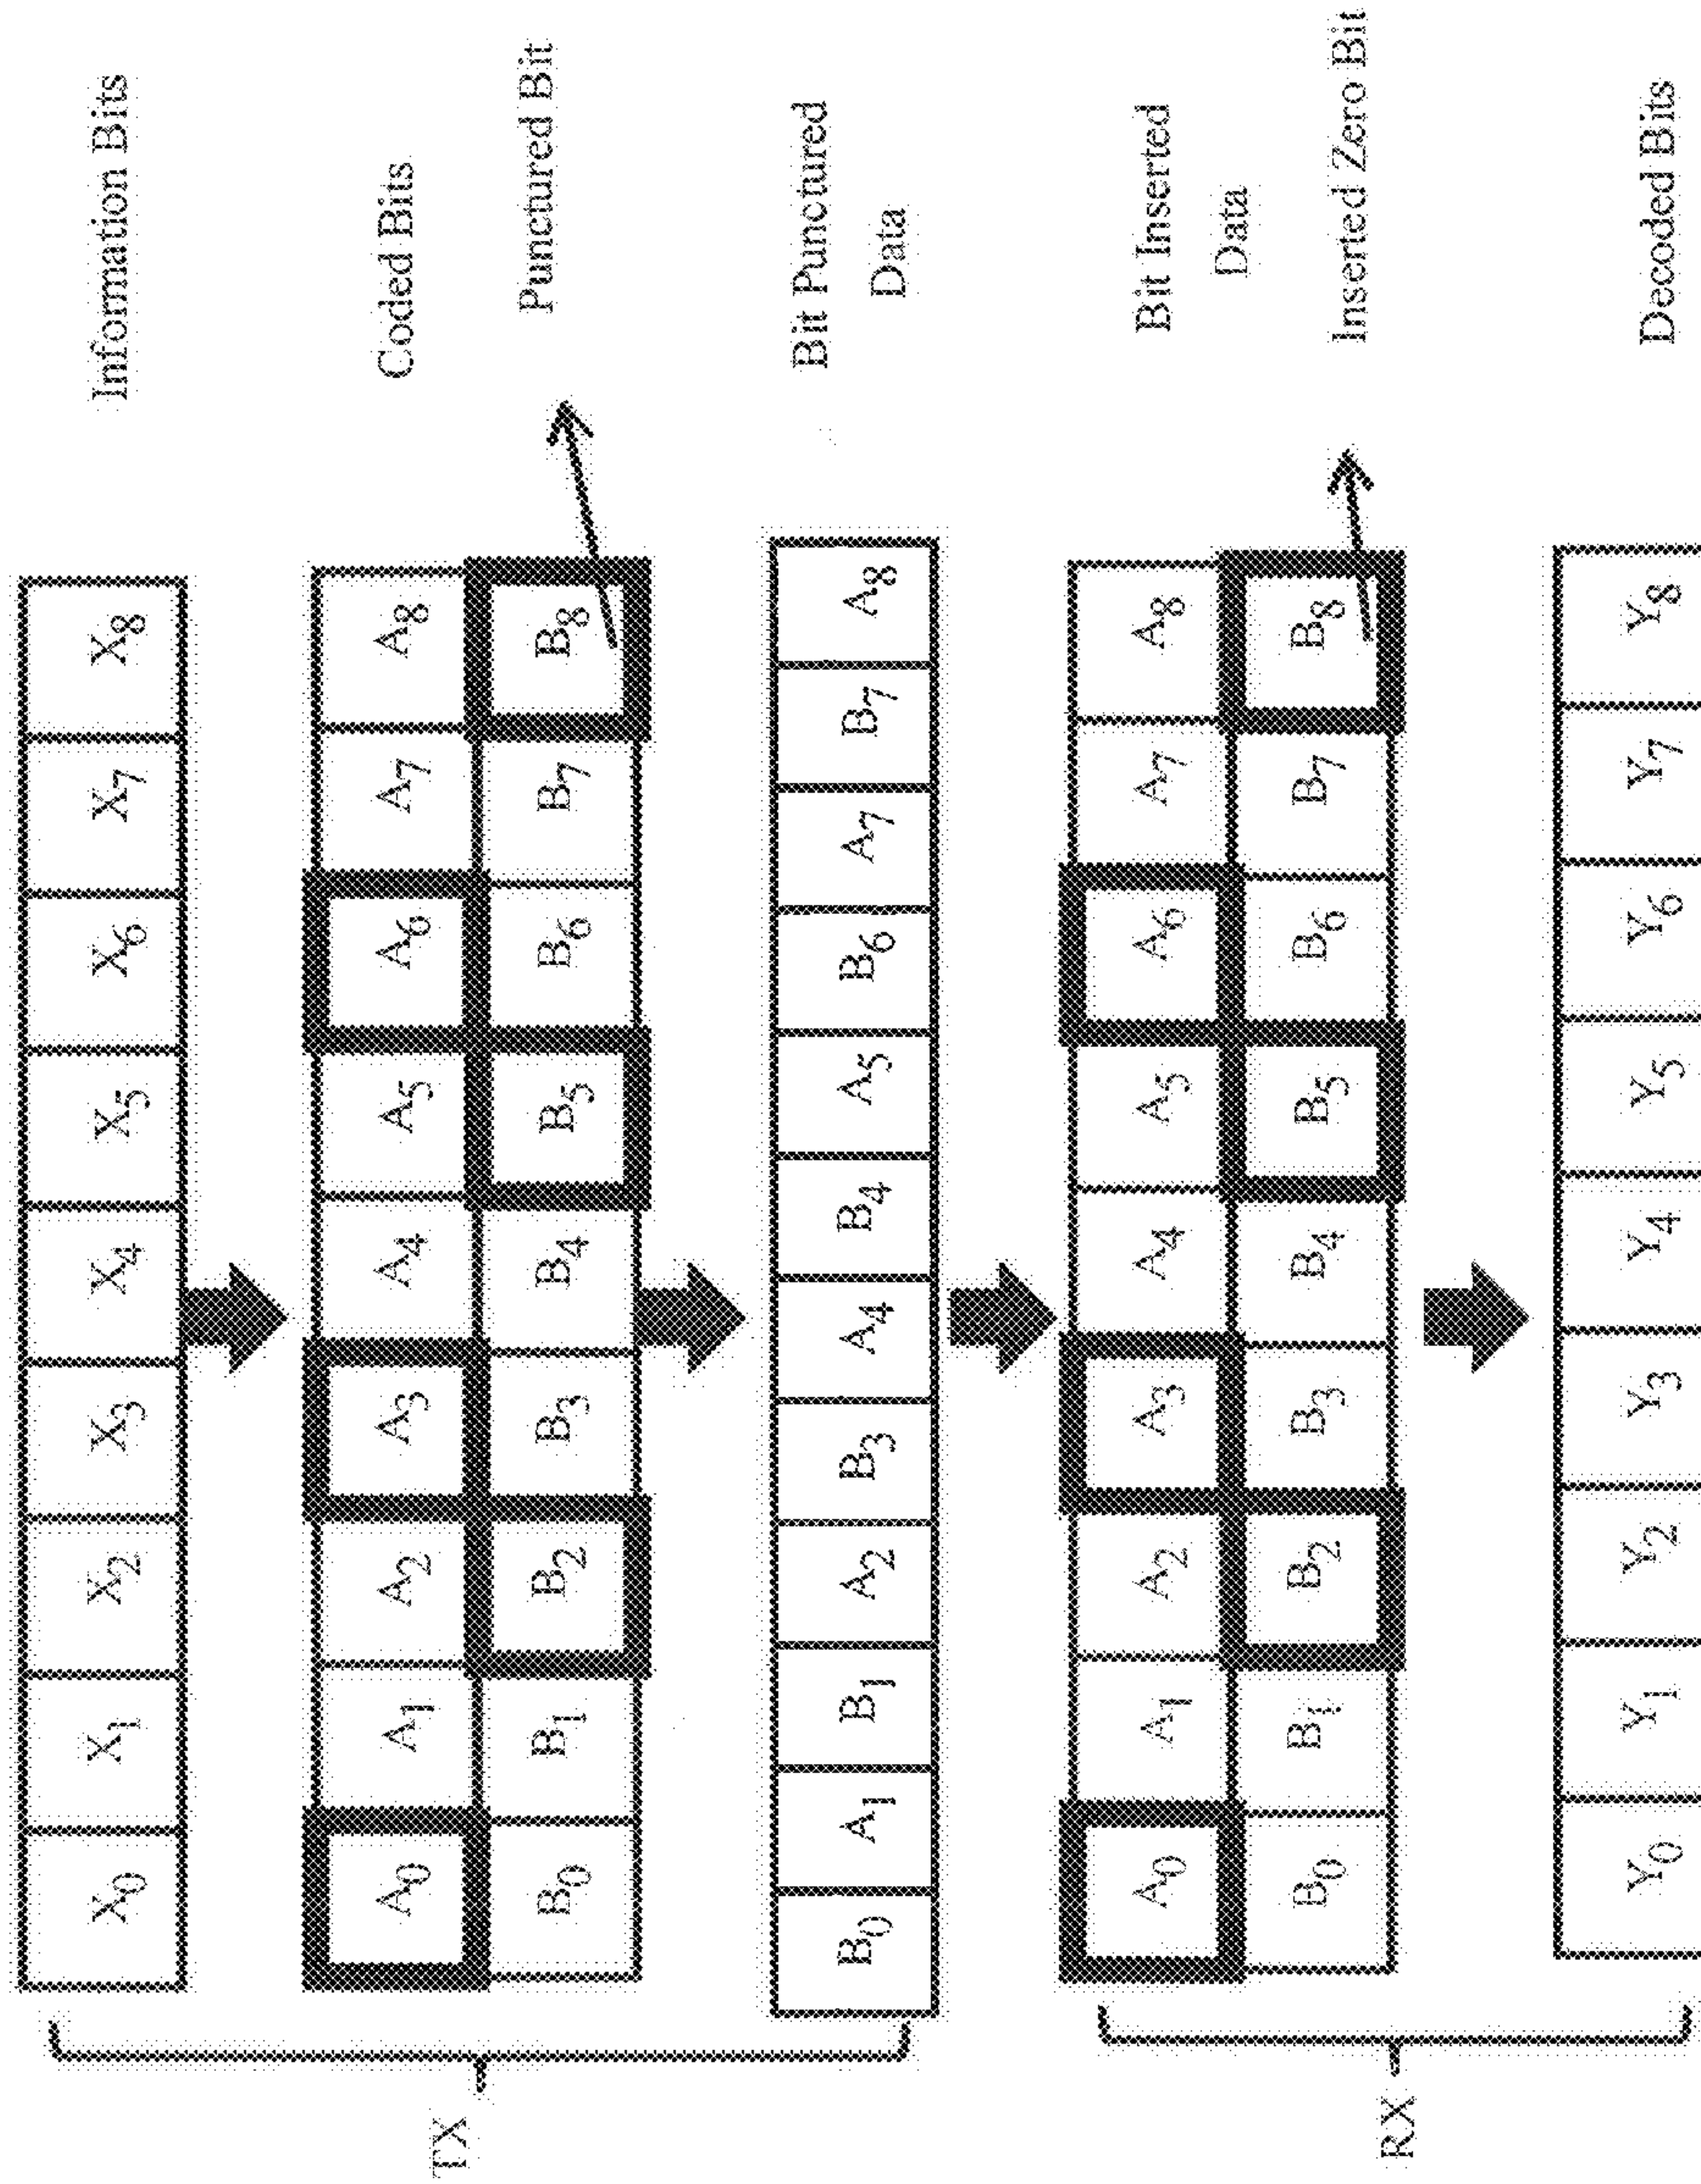 TX
X0 X1 X2 X3 X4 X5 X6 X7 X8 Information Bits
A0 A1 A2 A3 A4 A5 A6 A7 A8 Coded Bits
B0 B1 B2 B3 B4 B5 B6 B7 B8 Punctured Bit
B0 A1 B1 A2 B3 A4 B4 A5 B6 A7 B7 A8
Bit Punctured
Data
RX
A0 A1 A2 A3 A4 A5 A6 A7 A8
B0 B1 B2 B3 B4 B5 B6 B7 B8
Bit Inserted
Data
Inserted Zero Bit
Y0 Y1 Y2 Y3 Y4 Y5 Y6 Y7 Y8 Decoded Bits